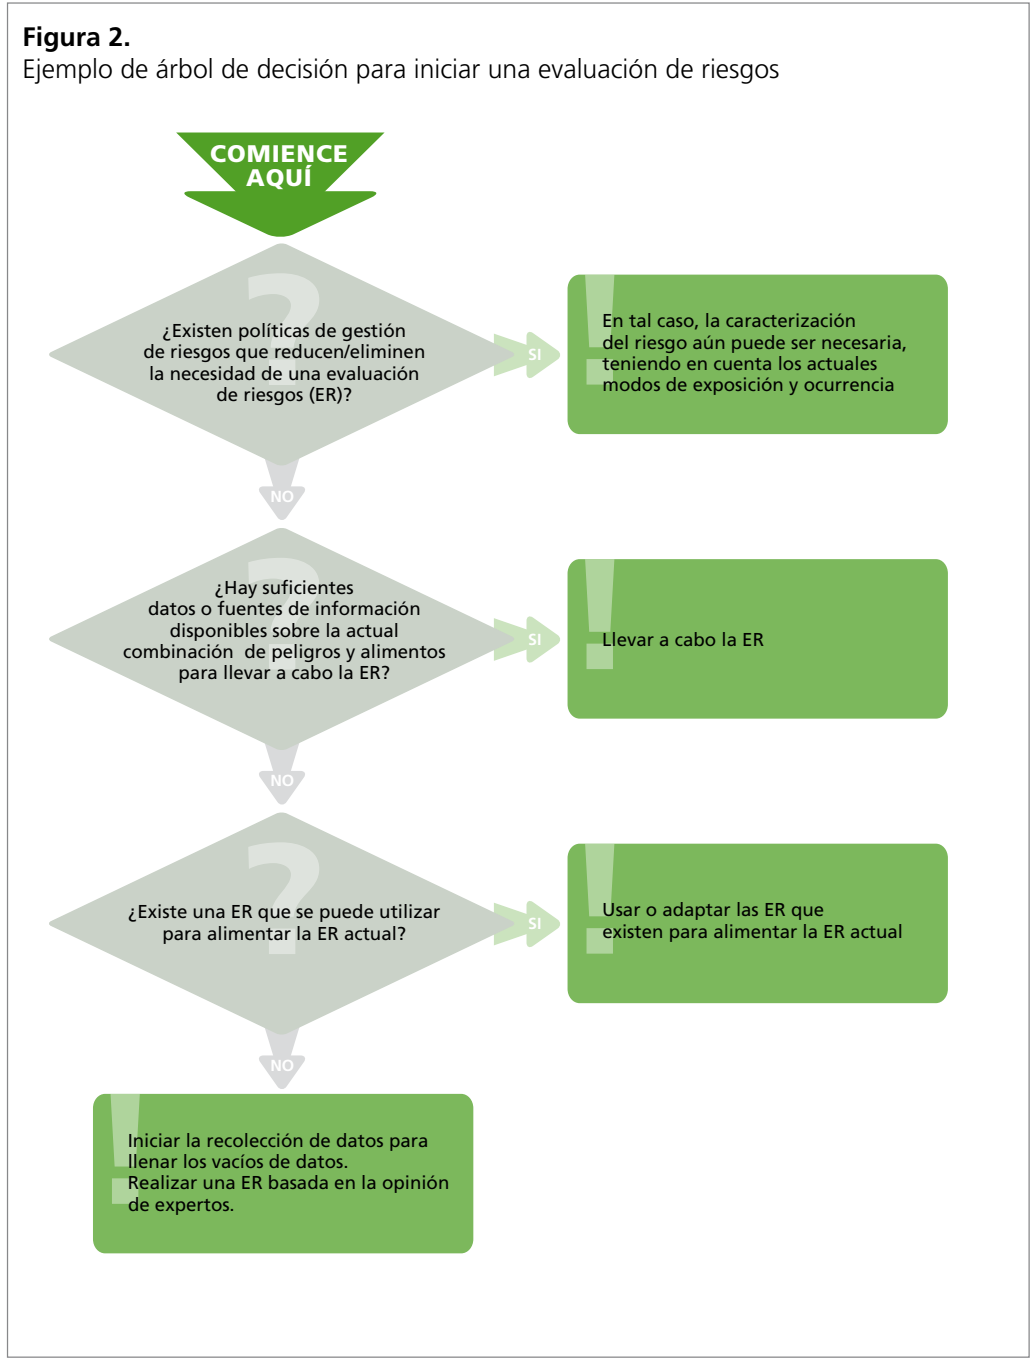 Figura 2.
Ejemplo de árbol de decisión para iniciar una evaluación de riesgos
COMIENCE
AQUÍ
?
¿Existen políticas de gestión
de riesgos que reducen/eliminen
la necesidad de una evaluación
de riesgos (ER)?
SI
!
En tal caso, la caracterización
del riesgo aún puede ser necesaria,
teniendo en cuenta los actuales
modos de exposición y ocurrencia
NO
?
¿Hay suficientes
datos o fuentes de información
disponibles sobre la actual
combinación de peligros y alimentos
para llevar a cabo la ER?
SI
!
Llevar a cabo la ER
NO
?
¿Existe una ER que se puede utilizar
para alimentar la ER actual?
SI
!
Usar o adaptar las ER que
existen para alimentar la ER actual
NO
!
Iniciar la recolección de datos para
llenar los vacíos de datos.
Realizar una ER basada en la opinión
de expertos.